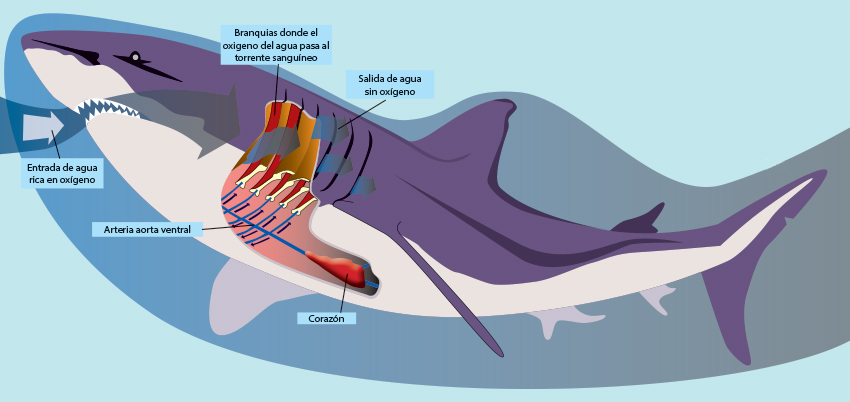 Branquias donde el
oxigeno del agua pasa al
torrente sanguíneo
Salida de agua
sin oxígeno
Entrada de agua
rica en oxígeno
Arteria aorta ventral
Corazón